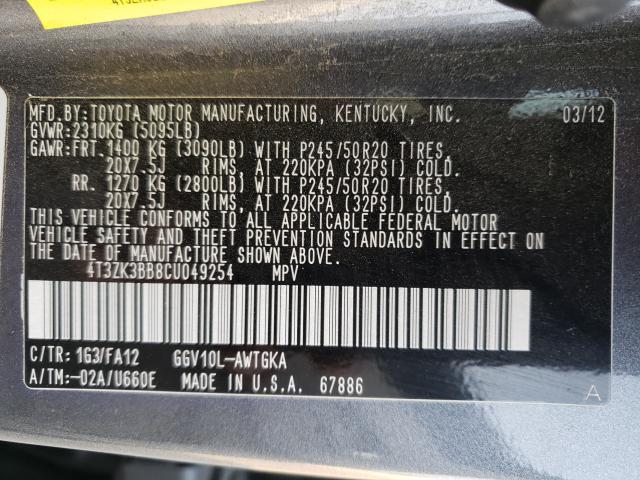 MFD.BY:TOYOTA MOTOR MANUFACTURING, KENTUCKY, INC. 03/12
GVWR:2310KG (5095LB)
GAWR:FRT. 1400 KG (3090LB) WITH P245/50R20 TIRES,
20X7.5J RIMS, AT 220KPA (32PSI) COLD.
RR. 1270 KG (2800LB) WITH P245/50R20 TIRES,
20X7.5J RIMS, AT 220KPA (32PSI) COLD.
THIS VEHICLE CONFORMS TO ALL APPLICABLE FEDERAL MOTOR
VEHICLE SAFETY AND THEFT PREVENTION STANDARDS IN EFFECT ON
THE DATE OF MANUFACTURE SHOWN ABOVE.
4T3ZK3BB8CU049254 MPV
C/TR: 1G3/FA12 GGV10L-AWTGKA
A/TM:-02A/U660E MADE IN U.S.A. 67886 A